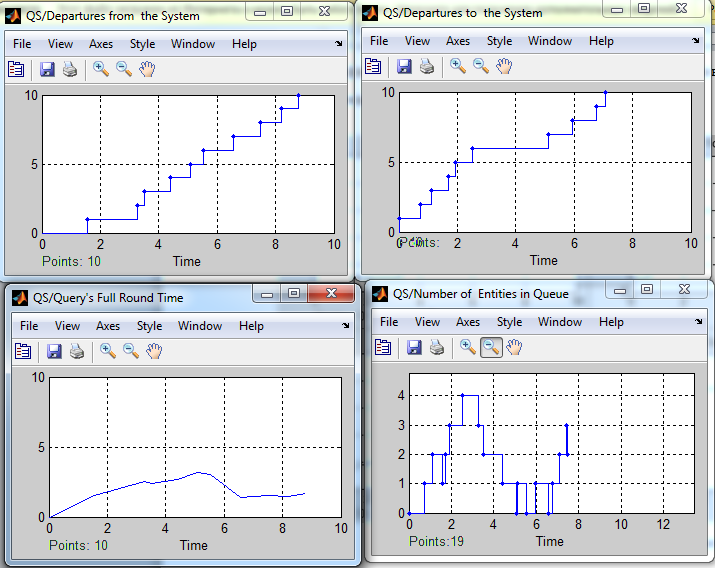 QS/Departures from the System
File View Axes Style Window Help
10
5
0
0 2 4 6 8 10
Points: 10 Time
QS/Departures to the System
File View Axes Style Window Help
10
5
0
0 2 4 6 8 10
Points: Time
QS/Query's Full Round Time
File View Axes Style Window Help
10
5
0
0 2 4 6 8 10
Points: 10 Time
QS/Number of Entities in Queue
File View Axes Style Window Help
4
3
2
1
0
0 2 4 6 8 10 12
Points:19 Time